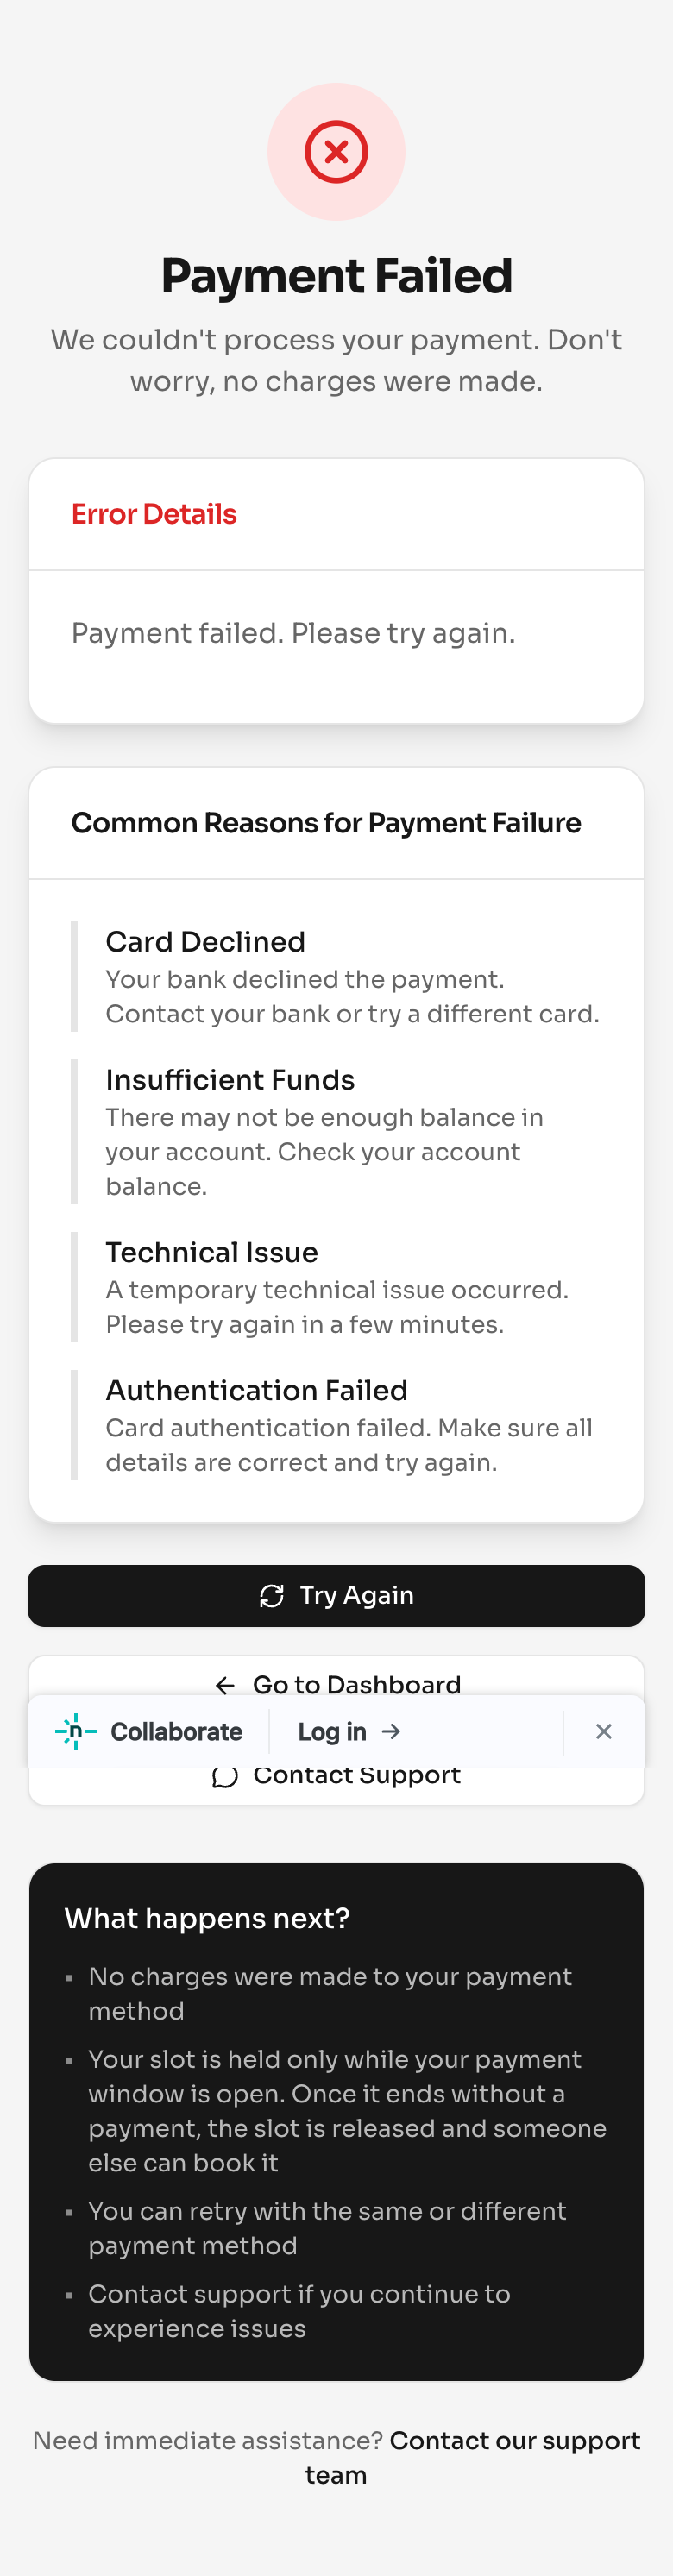 Payment Failed
We couldn't process your payment. Don't
worry, no charges were made.
Error Details
Payment failed. Please try again.
Common Reasons for Payment Failure
Card Declined
Your bank declined the payment.
Contact your bank or try a different card.
Insufficient Funds
There may not be enough balance in
your account. Check your account
balance.
Technical Issue
A temporary technical issue occurred.
Please try again in a few minutes.
Authentication Failed
Card authentication failed. Make sure all
details are correct and try again.
Try Again
Go to Dashboard
n Collaborate Log in →
Contact Support
What happens next?
▪ No charges were made to your payment
method
▪ Your slot is held only while your payment
window is open. Once it ends without a
payment, the slot is released and someone
else can book it
▪ You can retry with the same or different
payment method
▪ Contact support if you continue to
experience issues
Need immediate assistance? Contact our support
team